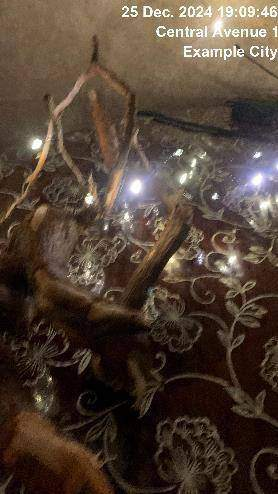 25 Dec. 2024 19:09:46
Central Avenue 1
Example City